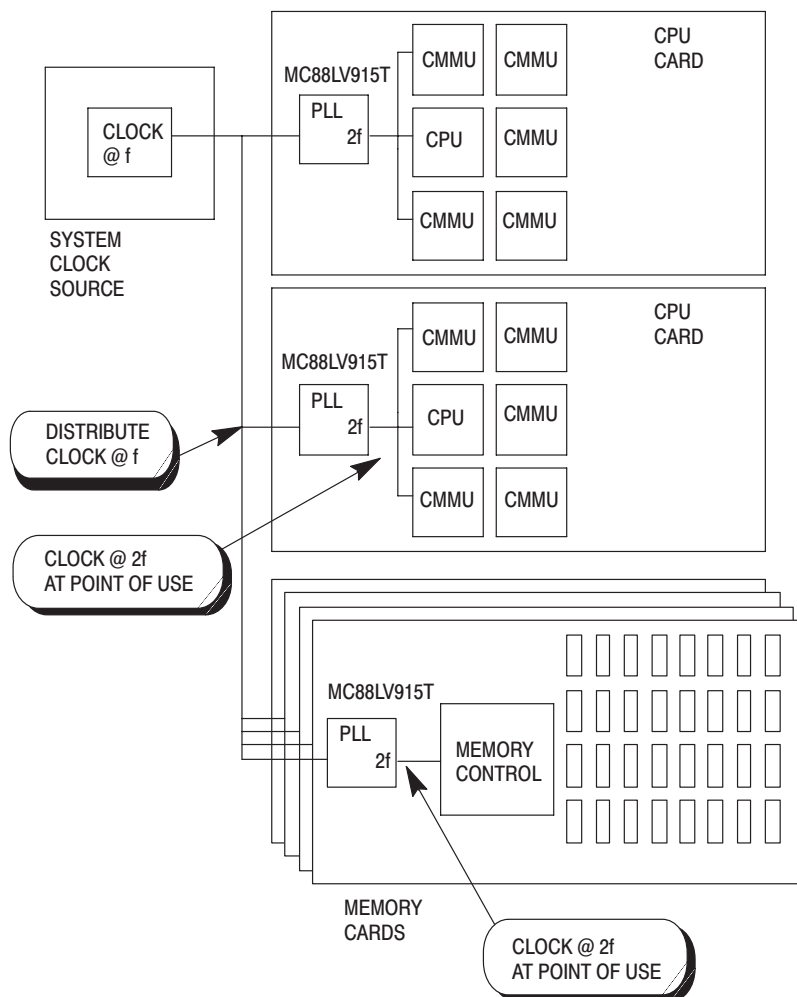 CPU
CARD
CMMU
CMMU
MC88LV915T
PLL
2f
CPU
CMMU
CLOCK
@ f
CMMU
CMMU
SYSTEM
CLOCK
SOURCE
CPU
CARD
CMMU
CMMU
MC88LV915T
PLL
2f
CPU
CMMU
DISTRIBUTE
CLOCK @ f
CMMU
CMMU
CLOCK @ 2f
AT POINT OF USE
MC88LV915T
PLL
2f
MEMORY
CONTROL
MEMORY
CARDS
CLOCK @ 2f
AT POINT OF USE